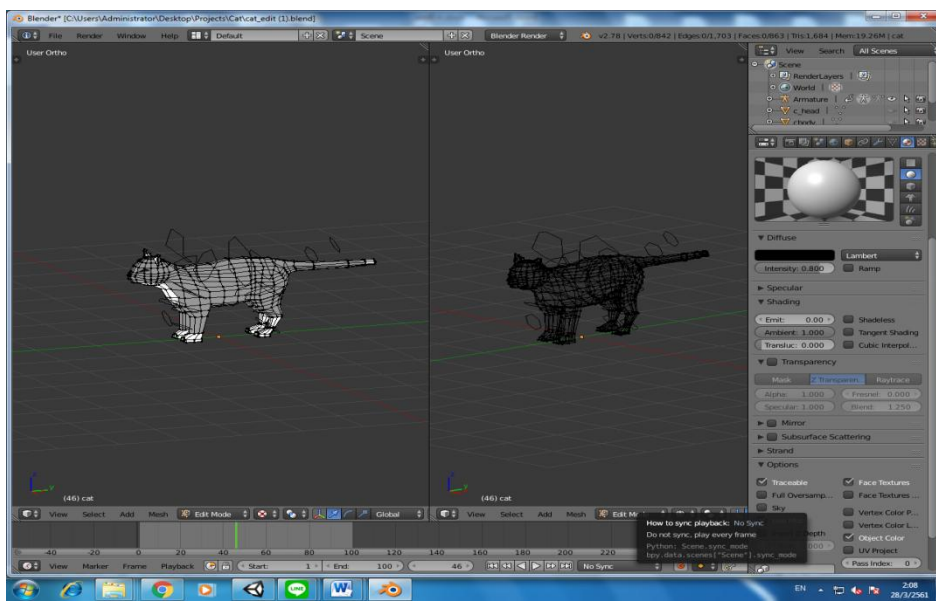 Blender* [C:\Users\Administrator\Desktop\Projects\Cat\cat_edit (1).blend]
File Render Window Help Default Scene Blender Render v2.78 | Verts:0/842 | Edges:0/1,703 | Faces:0/863 | Tris:1,684 | Mem:19.26M | cat
User Ortho
User Ortho
View Search All Scenes
Scene
RenderLayers
World
Armature
c_head
cbody
Diffuse
Lambert
Intensity: 0.800 Ramp
Specular
Shading
Emit: 0.00 Shadeless
Ambient: 1.000 Tangent Shading
Transluc: 0.000 Cubic Interpol...
Transparency
Mask Z Transparen... Raytrace
Alpha: 1.000 Fresnel: 0.000
Specular: 1.000 Blend: 1.250
Mirror
Subsurface Scattering
Strand
Options
Traceable Face Textures
Full Oversamp... Face Textures ...
Sky Vertex Color P...
Vertex Color L...
Depth Object Color
UV Project
Pass Index: 0
(46) cat
(46) cat
View Select Add Mesh Edit Mode Global
View Select Add Mesh Edit M
How to sync playback: No Sync
Do not sync, play every frame
Python: Scene.sync_mode
bpy.data.scenes["Scene"].sync_mode
-40 -20 0 20 40 60 80 100 120 140 160 180 200 220
View Marker Frame Playback Start: 1 End: 100 46 No Sync
LINE W EN 2:08
28/3/2561